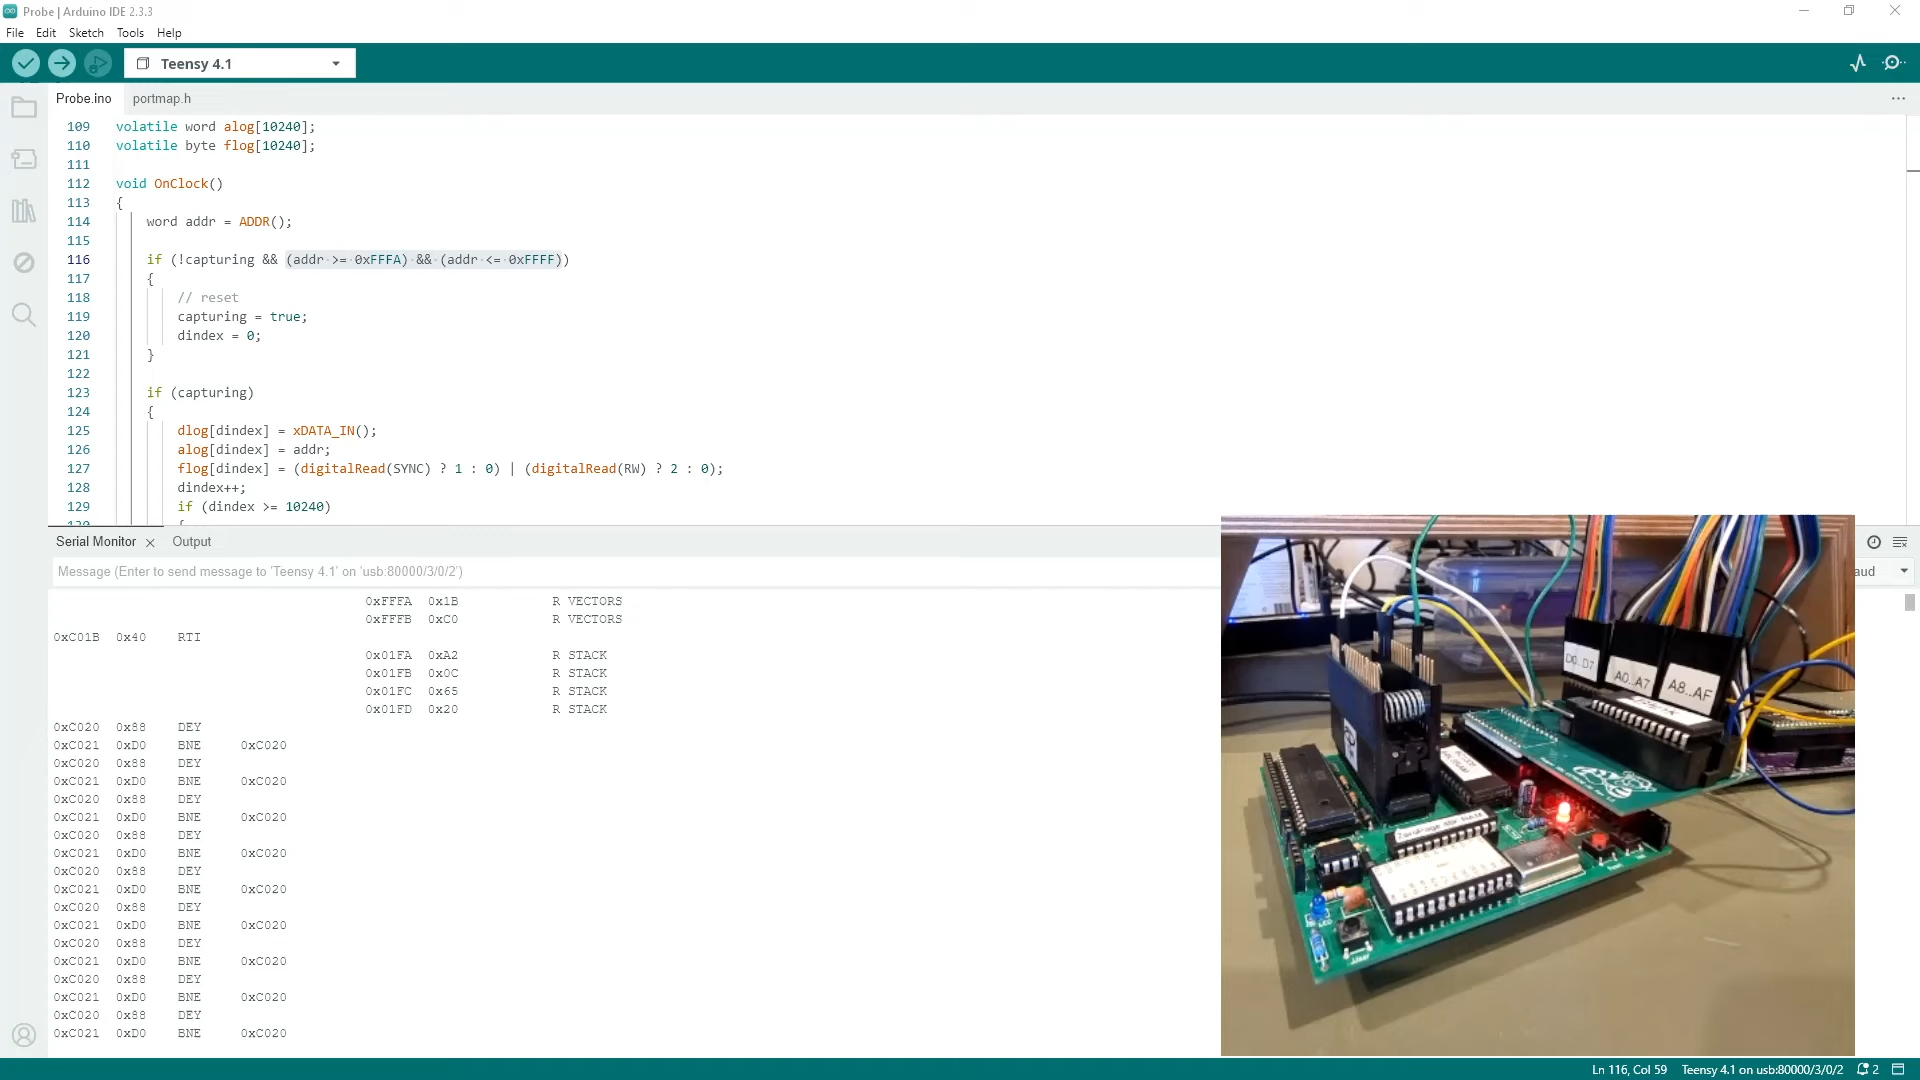 Probe | Arduino IDE 2.3.3
File Edit Sketch Tools Help
Teensy 4.1
Probe.ino portmap.h
109 volatile word alog[10240];
110 volatile byte flog[10240];
111
112 void OnClock()
113 {
114 word addr = ADDR();
115
116 if (!capturing && (addr >= 0xFFFA) && (addr <= 0xFFFF))
117 {
118 // reset
119 capturing = true;
120 dindex = 0;
121 }
122
123 if (capturing)
124 {
125 dlog[dindex] = xDATA_IN();
126 alog[dindex] = addr;
127 flog[dindex] = (digitalRead(SYNC) ? 1 : 0) | (digitalRead(RW) ? 2 : 0);
128 dindex++;
129 if (dindex >= 10240)
130 {
Serial Monitor Output
Message (Enter to send message to 'Teensy 4.1' on 'usb:80000/3/0/2')
aud
0xFFFA 0x1B R VECTORS
0xFFFB 0xC0 R VECTORS
0xC01B 0x40 RTI
0x01FA 0xA2 R STACK
0x01FB 0x0C R STACK
0x01FC 0x65 R STACK
0x01FD 0x20 R STACK
0xC020 0x88 DEY
0xC021 0xD0 BNE 0xC020
0xC020 0x88 DEY
0xC021 0xD0 BNE 0xC020
0xC020 0x88 DEY
0xC021 0xD0 BNE 0xC020
0xC020 0x88 DEY
0xC021 0xD0 BNE 0xC020
0xC020 0x88 DEY
0xC021 0xD0 BNE 0xC020
0xC020 0x88 DEY
0xC021 0xD0 BNE 0xC020
0xC020 0x88 DEY
0xC021 0xD0 BNE 0xC020
0xC020 0x88 DEY
0xC021 0xD0 BNE 0xC020
0xC020 0x88 DEY
0xC021 0xD0 BNE 0xC020
D0..D7
A0..A7
A8..AF
ZeroPage RAM
User
Ln 116, Col 59 Teensy 4.1 on usb:80000/3/0/2 2